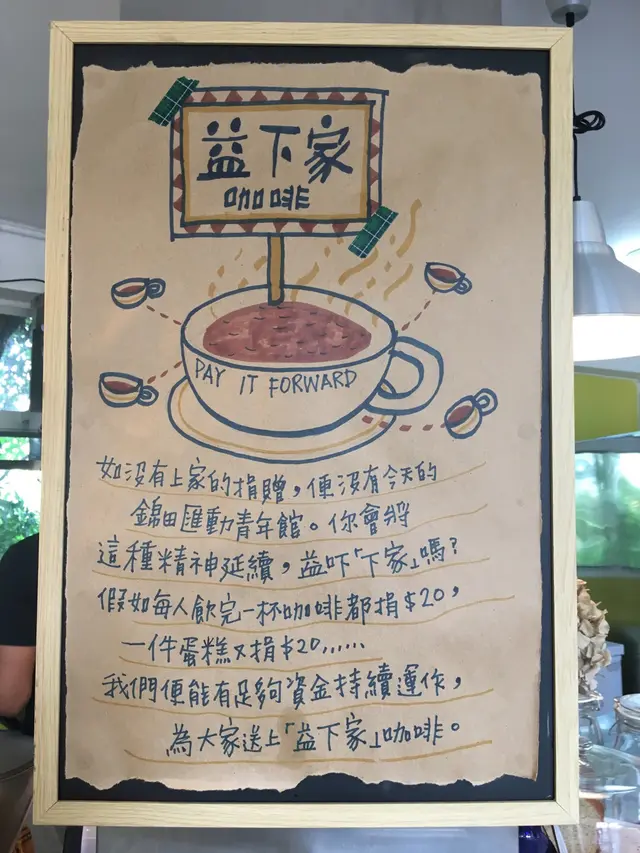 益下家
咖啡
PAY IT FORWARD
如沒有上家的捐贈，便沒有今天的
錦田匯動青年館。你會將
這種精神延續，益吓「下家」嗎？
假如每人飲完一杯咖啡都捐$20，
一件蛋糕又捐$20......
我們便能有足夠資金持續運作，
為大家送上「益下家」咖啡。